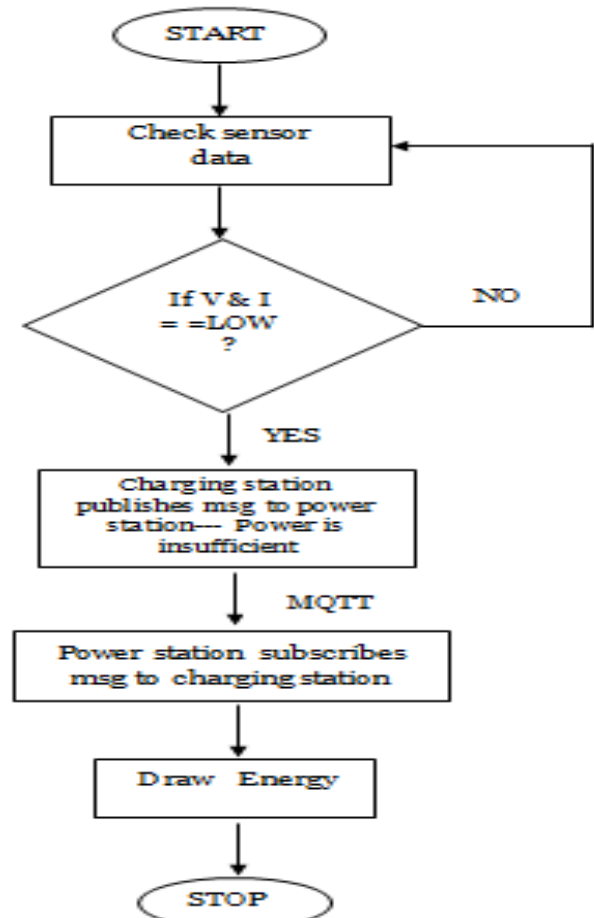 START
Check sensor
data
If V & I
= =LOW
?
NO
YES
Charging station
publishes msg to power
station--- Power is
insufficient
MQTT
Power station subscribes
msg to charging station
Draw Energy
STOP